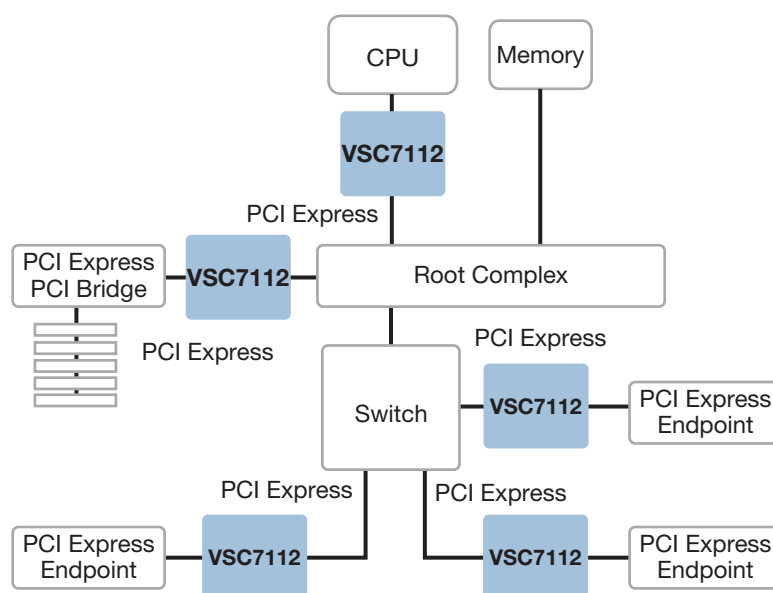 CPU
Memory
VSC7112
PCI Express
PCI Express
PCI Bridge
VSC7112
Root Complex
PCI Express
PCI Express
Switch
VSC7112
PCI Express
Endpoint
PCI Express
PCI Express
PCI Express
Endpoint
VSC7112
VSC7112
PCI Express
Endpoint